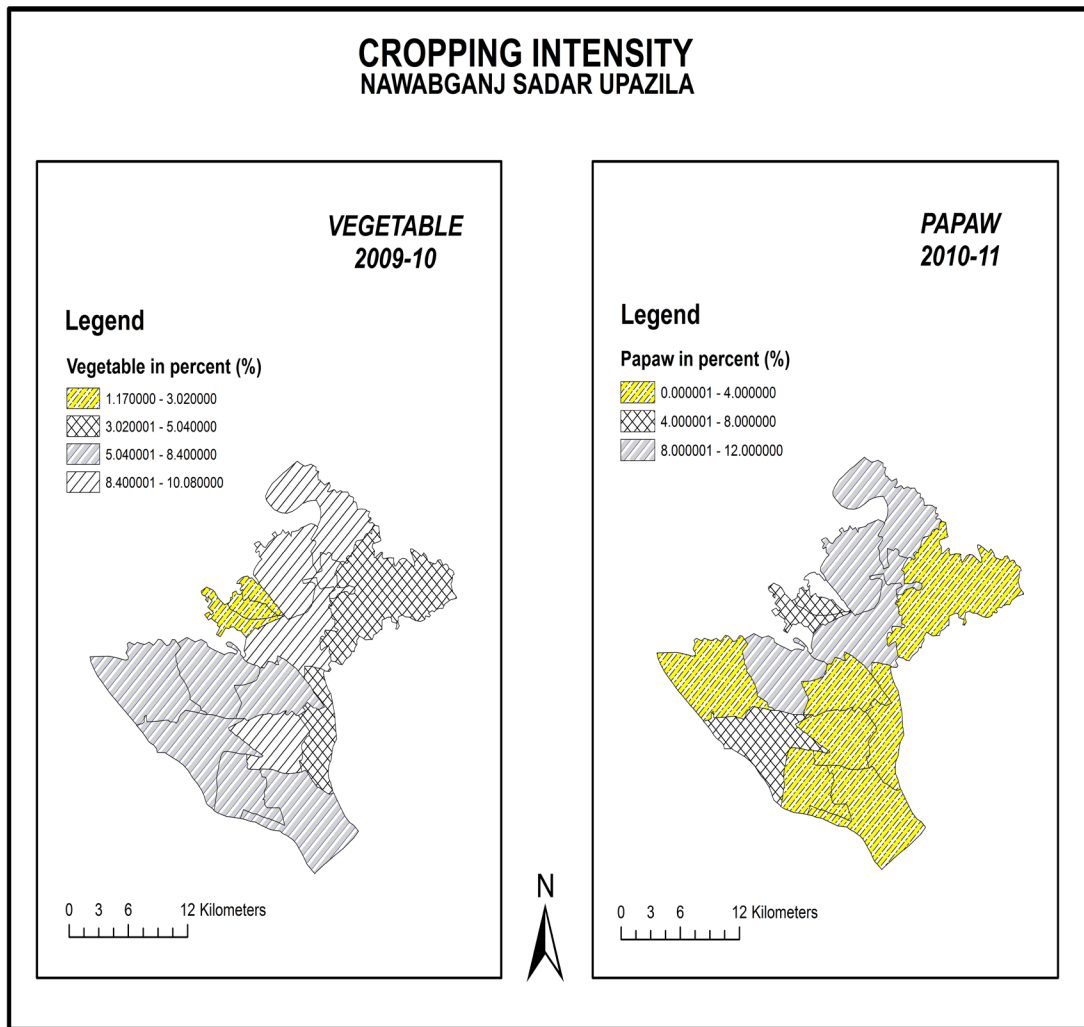 CROPPING INTENSITY
NAWABGANJ SADAR UPAZILA
VEGETABLE
2009-10
Legend
Vegetable in percent (%)
1.170000 - 3.020000
3.020001 - 5.040000
5.040001 - 8.400000
8.400001 - 10.080000
0 3 6 12 Kilometers
N
PAPAW
2010-11
Legend
Papaw in percent (%)
0.000001 - 4.000000
4.000001 - 8.000000
8.000001 - 12.000000
0 3 6 12 Kilometers